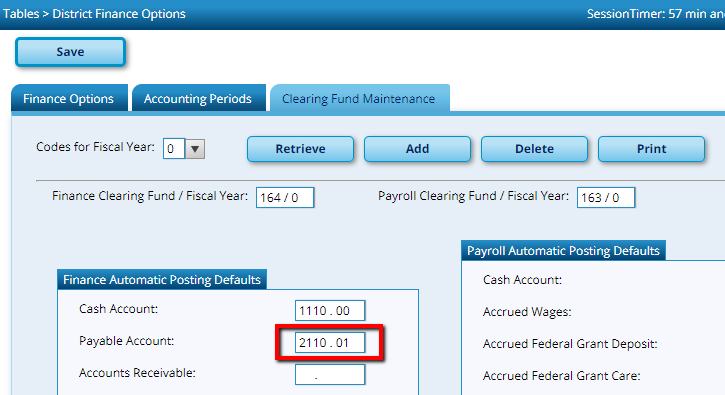 Tables > District Finance Options
SessionTimer: 57 min and
Save
Finance Options
Accounting Periods
Clearing Fund Maintenance
Codes for Fiscal Year: 0
Retrieve
Add
Delete
Print
Finance Clearing Fund / Fiscal Year: 164 / 0
Payroll Clearing Fund / Fiscal Year: 163 / 0
Finance Automatic Posting Defaults
Cash Account: 1110 . 00
Payable Account: 2110 . 01
Accounts Receivable: .
Payroll Automatic Posting Defaults
Cash Account:
Accrued Wages:
Accrued Federal Grant Deposit:
Accrued Federal Grant Care: